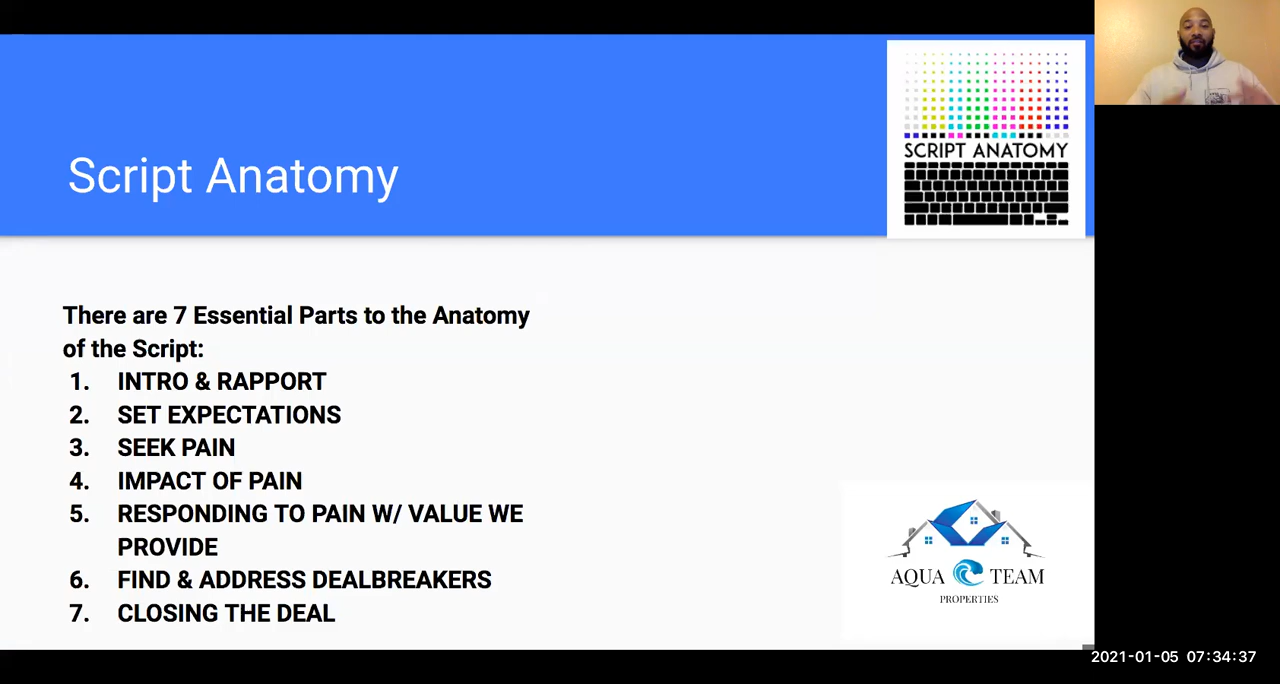 Script Anatomy
SCRIPT ANATOMY
There are 7 Essential Parts to the Anatomy
of the Script:
1. INTRO & RAPPORT
2. SET EXPECTATIONS
3. SEEK PAIN
4. IMPACT OF PAIN
5. RESPONDING TO PAIN W/ VALUE WE
PROVIDE
6. FIND & ADDRESS DEALBREAKERS
7. CLOSING THE DEAL
AQUA TEAM
PROPERTIES
2021-01-05 07:34:37